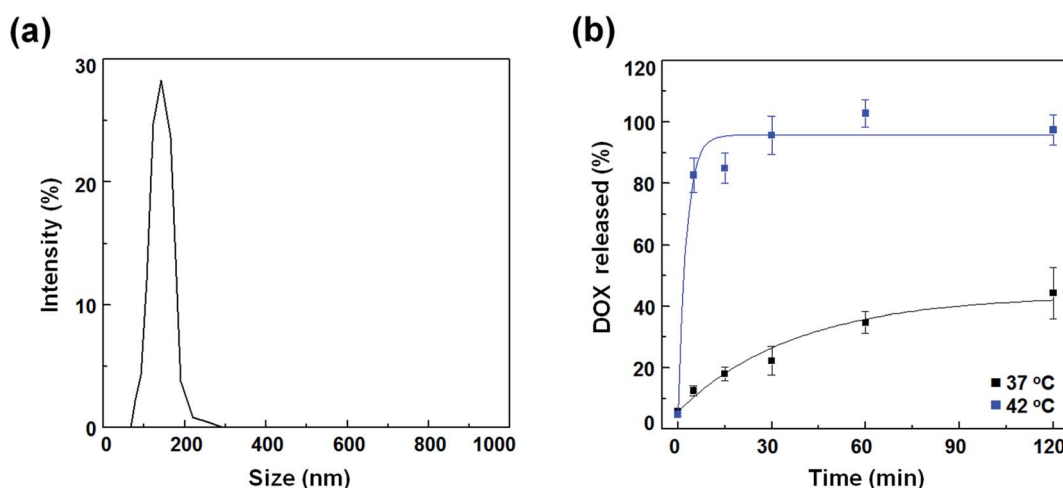 (a)
30
20
10
0
0 200 400 600 800 1000
Intensity (%)
Size (nm)
(b)
120
100
80
60
40
20
0
0 30 60 90 120
DOX released (%)
Time (min)
37 °C
42 °C